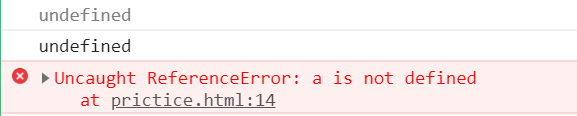 undefined
undefined
Uncaught ReferenceError: a is not defined
at prictice.html:14